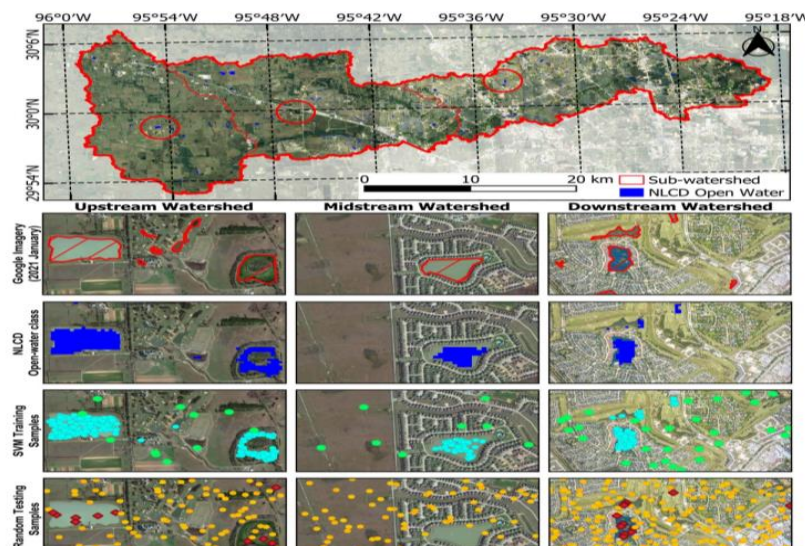 96°0'W 95°54'W 95°48'W 95°42'W 95°36'W 95°30'W 95°24'W 95°18'W
30°6'N
30°0'N
29°54'N
0 10 20 km
Sub-watershed
NLCD Open Water
Upstream Watershed Midstream Watershed Downstream Watershed
Google Imagery
(2021 January)
NLCD
Open-water class
SVM Training
Samples
Random Testing
Samples